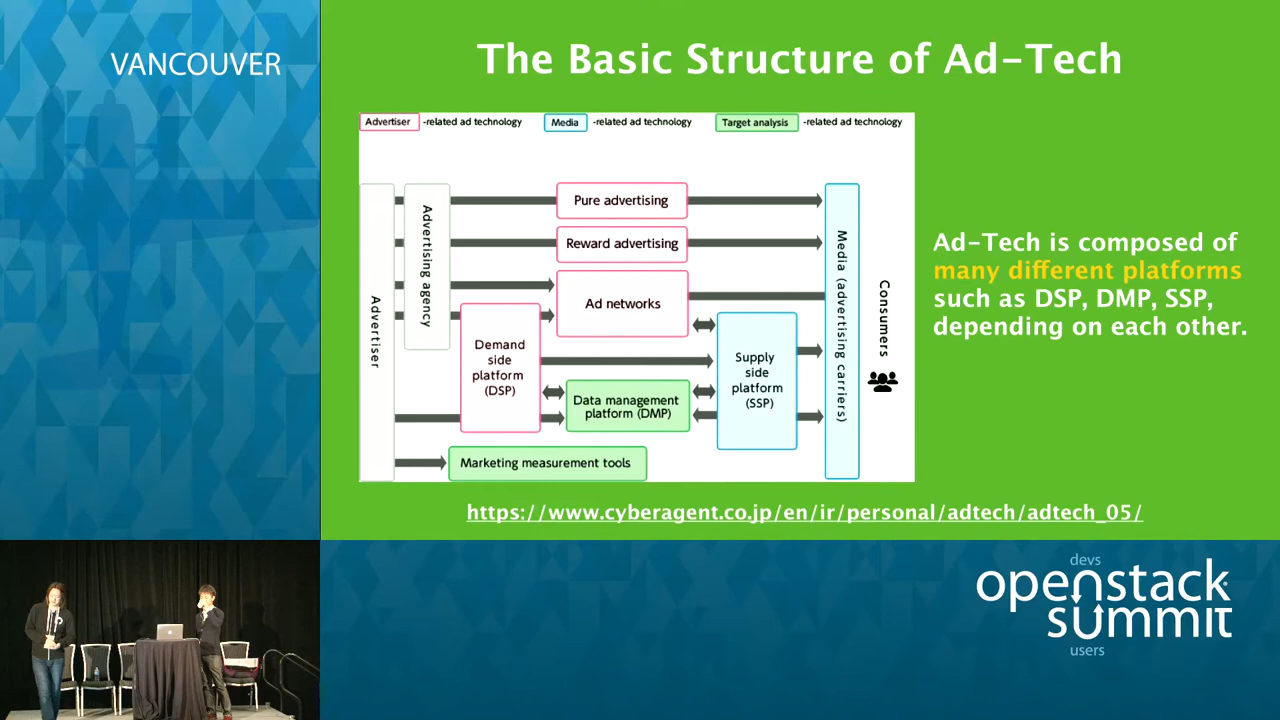 VANCOUVER
The Basic Structure of Ad-Tech
Advertiser -related ad technology
Media -related ad technology
Target analysis -related ad technology
Advertiser
Advertising agency
Pure advertising
Reward advertising
Ad networks
Demand
side
platform
(DSP)
Data management
platform (DMP)
Supply
side
platform
(SSP)
Marketing measurement tools
Media (advertising carriers)
Consumers
Ad-Tech is composed of
many different platforms
such as DSP, DMP, SSP,
depending on each other.
https://www.cyberagent.co.jp/en/ir/personal/adtech/adtech_05/
devs
openstack
summit
users